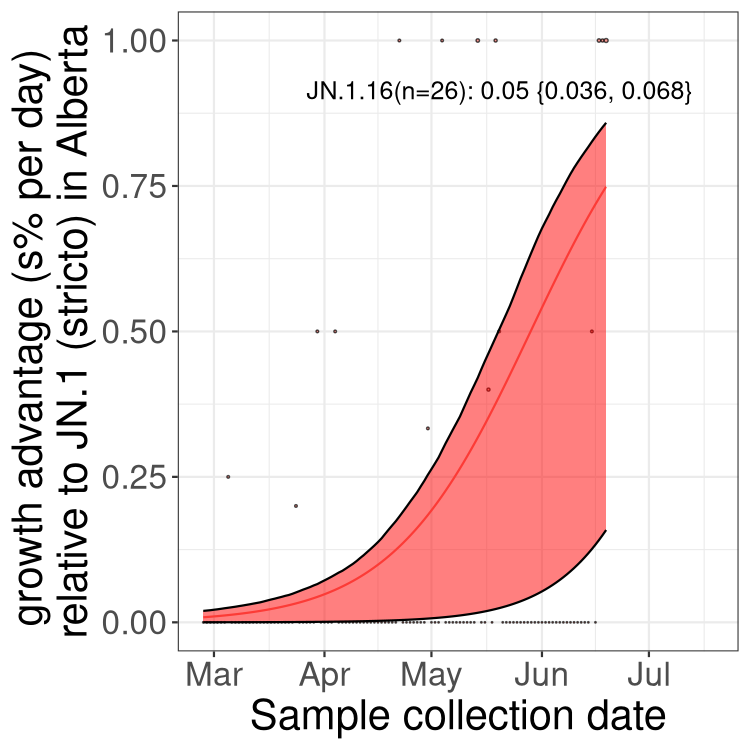 growth advantage (s% per day)
relative to JN.1 (stricto) in Alberta
1.00
0.75
0.50
0.25
0.00
JN.1.16(n=26): 0.05 {0.036, 0.068}
Mar Apr May Jun Jul
Sample collection date